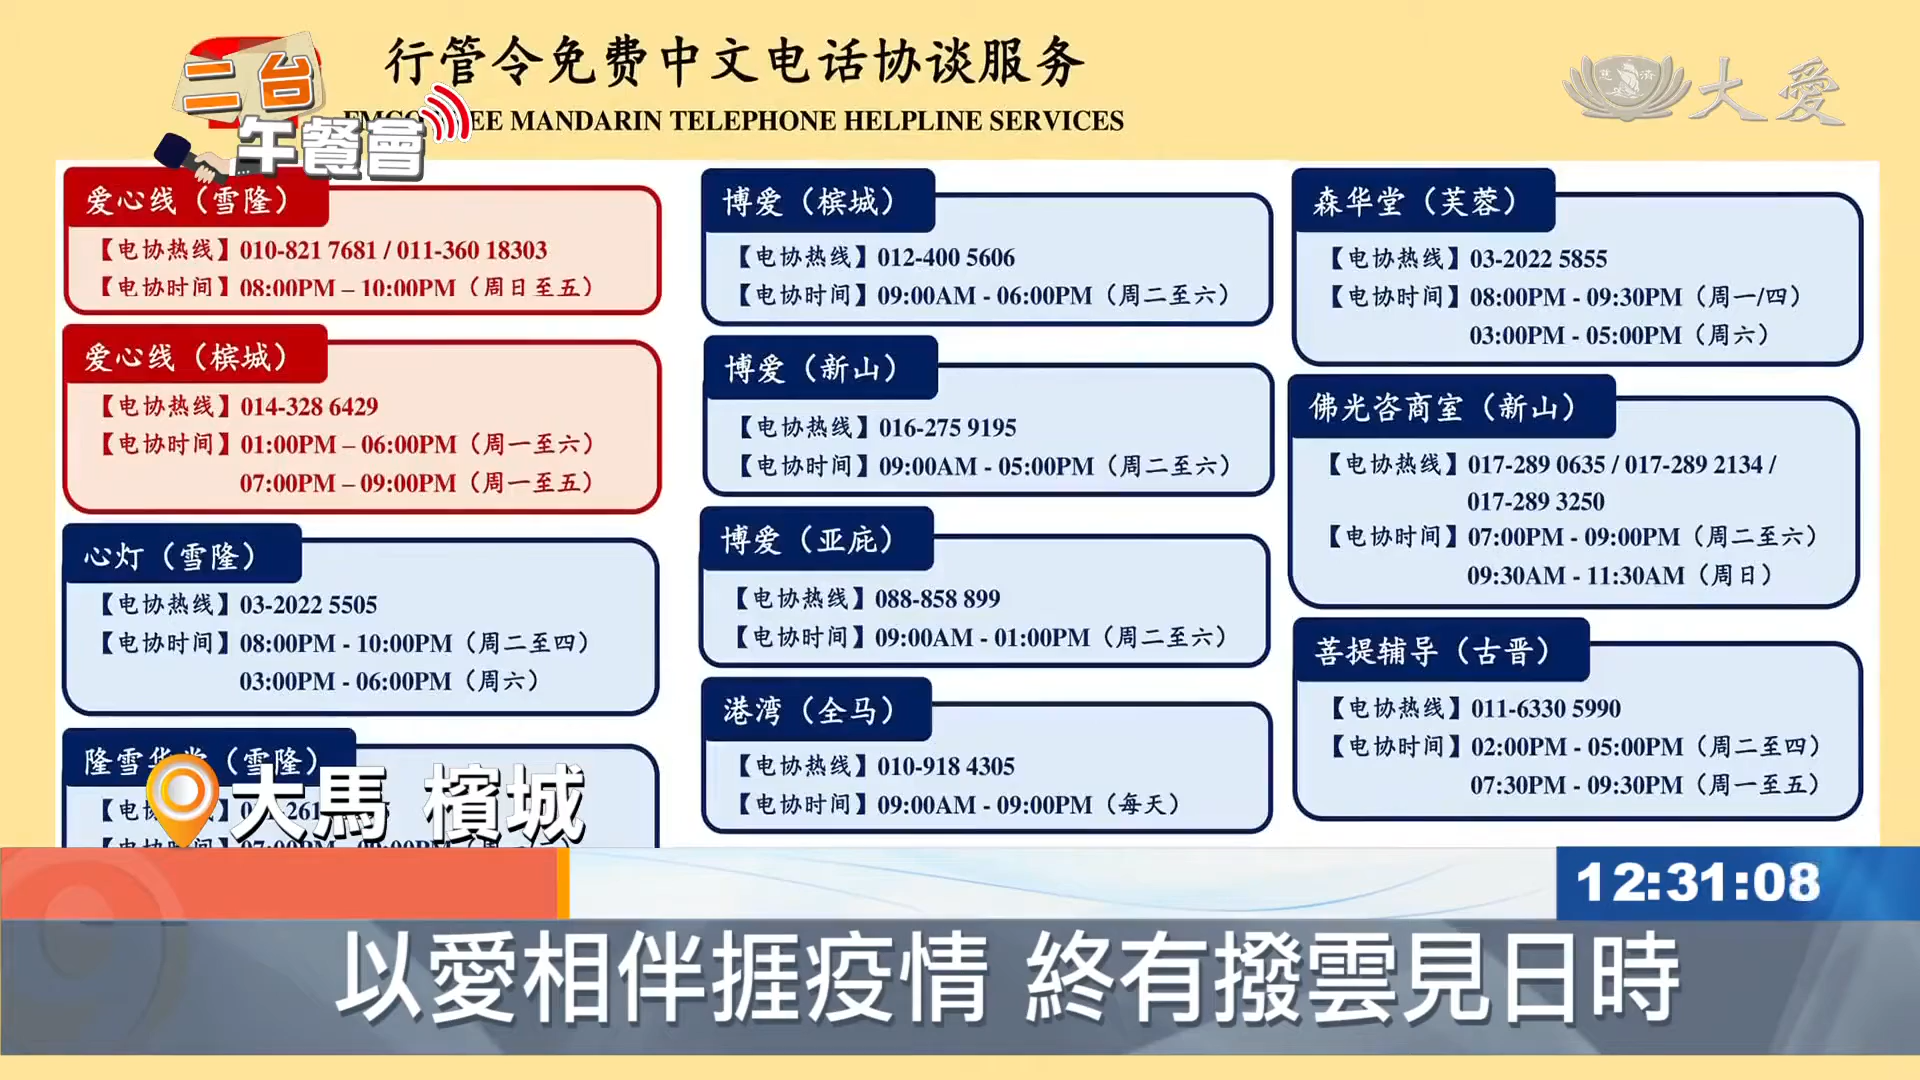 行管令免费中文电话协谈服务
EE MANDARIN TELEPHONE HELPLINE SERVICES
二台
午餐會
慈济
大愛
爱心线（雪隆）
【电协热线】010-821 7681 / 011-360 18303
【电协时间】08:00PM – 10:00PM（周日至五）
爱心线（槟城）
【电协热线】014-328 6429
【电协时间】01:00PM – 06:00PM（周一至六）
07:00PM – 09:00PM（周一至五）
心灯（雪隆）
【电协热线】03-2022 5505
【电协时间】08:00PM - 10:00PM（周二至四）
03:00PM - 06:00PM（周六）
隆雪华（雪隆）
博爱（槟城）
【电协热线】012-400 5606
【电协时间】09:00AM - 06:00PM（周二至六）
博爱（新山）
【电协热线】016-275 9195
【电协时间】09:00AM - 05:00PM（周二至六）
博爱（亚庇）
【电协热线】088-858 899
【电协时间】09:00AM - 01:00PM（周二至六）
港湾（全马）
【电协热线】010-918 4305
【电协时间】09:00AM - 09:00PM（每天）
森华堂（芙蓉）
【电协热线】03-2022 5855
【电协时间】08:00PM - 09:30PM（周一/四）
03:00PM - 05:00PM（周六）
佛光咨商室（新山）
【电协热线】017-289 0635 / 017-289 2134 /
017-289 3250
【电协时间】07:00PM - 09:00PM（周二至六）
09:30AM - 11:30AM（周日）
菩提辅导（古晋）
【电协热线】011-6330 5990
【电协时间】02:00PM - 05:00PM（周二至四）
07:30PM - 09:30PM（周一至五）
大馬 檳城
12:31:08
以愛相伴捱疫情 終有撥雲見日時